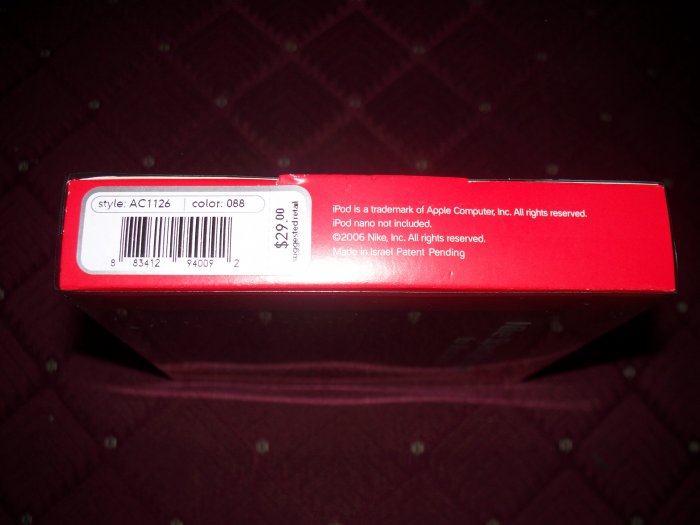 style: AC1126 | color: 088
8 83412 94009 2
$29.00
suggested retail
iPod is a trademark of Apple Computer, Inc. All rights reserved.
iPod nano not included.
©2006 Nike, Inc. All rights reserved.
Made in Israel Patent Pending